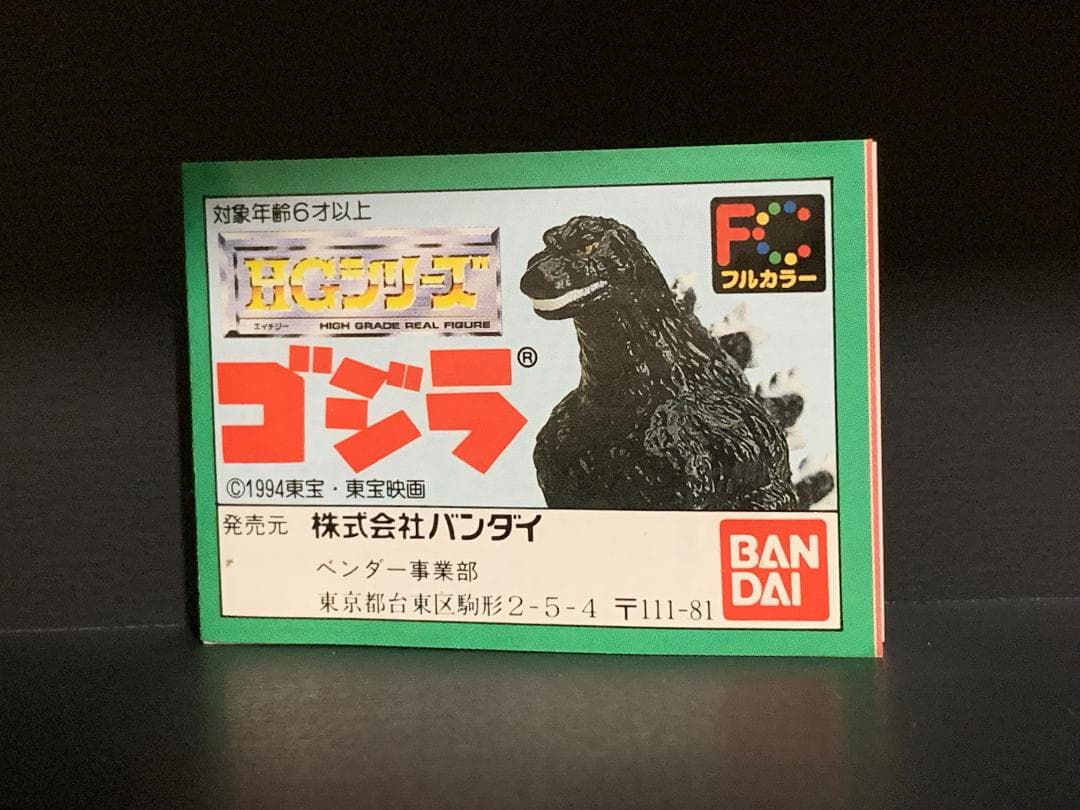 対象年齢6才以上
HGシリーズ
エイチジー HIGH GRADE REAL FIGURE
ゴジラ®
©1994東宝・東宝映画
FC
フルカラー
発売元 株式会社バンダイ
ベンダー事業部
東京都台東区駒形2-5-4 〒111-81
BAN
DAI